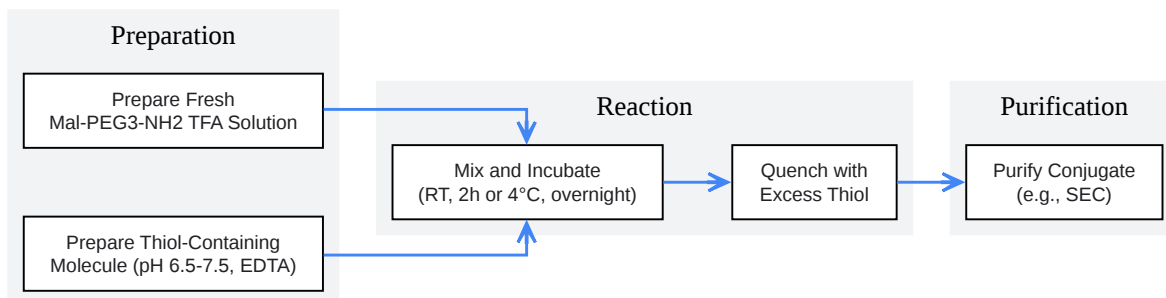 Preparation
Prepare Fresh
Mal-PEG3-NH2 TFA Solution
Prepare Thiol-Containing
Molecule (pH 6.5-7.5, EDTA)
Reaction
Mix and Incubate
(RT, 2h or 4°C, overnight)
Quench with
Excess Thiol
Purification
Purify Conjugate
(e.g., SEC)